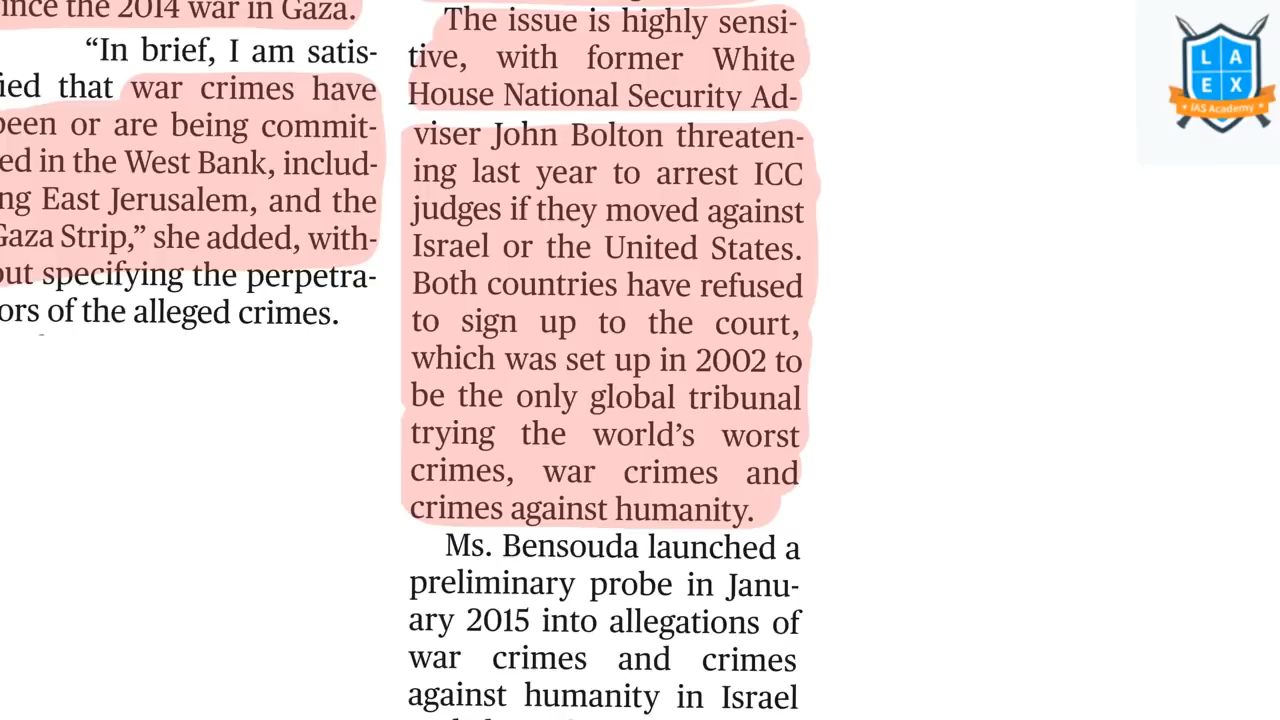 ince the 2014 war in Gaza.
“In brief, I am satis-
ied that war crimes have
been or are being commit-
ed in the West Bank, includ-
ng East Jerusalem, and the
Gaza Strip,” she added, with-
out specifying the perpetra-
ors of the alleged crimes.
The issue is highly sensi-
tive, with former White
House National Security Ad-
viser John Bolton threaten-
ing last year to arrest ICC
judges if they moved against
Israel or the United States.
Both countries have refused
to sign up to the court,
which was set up in 2002 to
be the only global tribunal
trying the world’s worst
crimes, war crimes and
crimes against humanity.
Ms. Bensouda launched a
preliminary probe in Janu-
ary 2015 into allegations of
war crimes and crimes
against humanity in Israel
L A
E X
IAS Academy